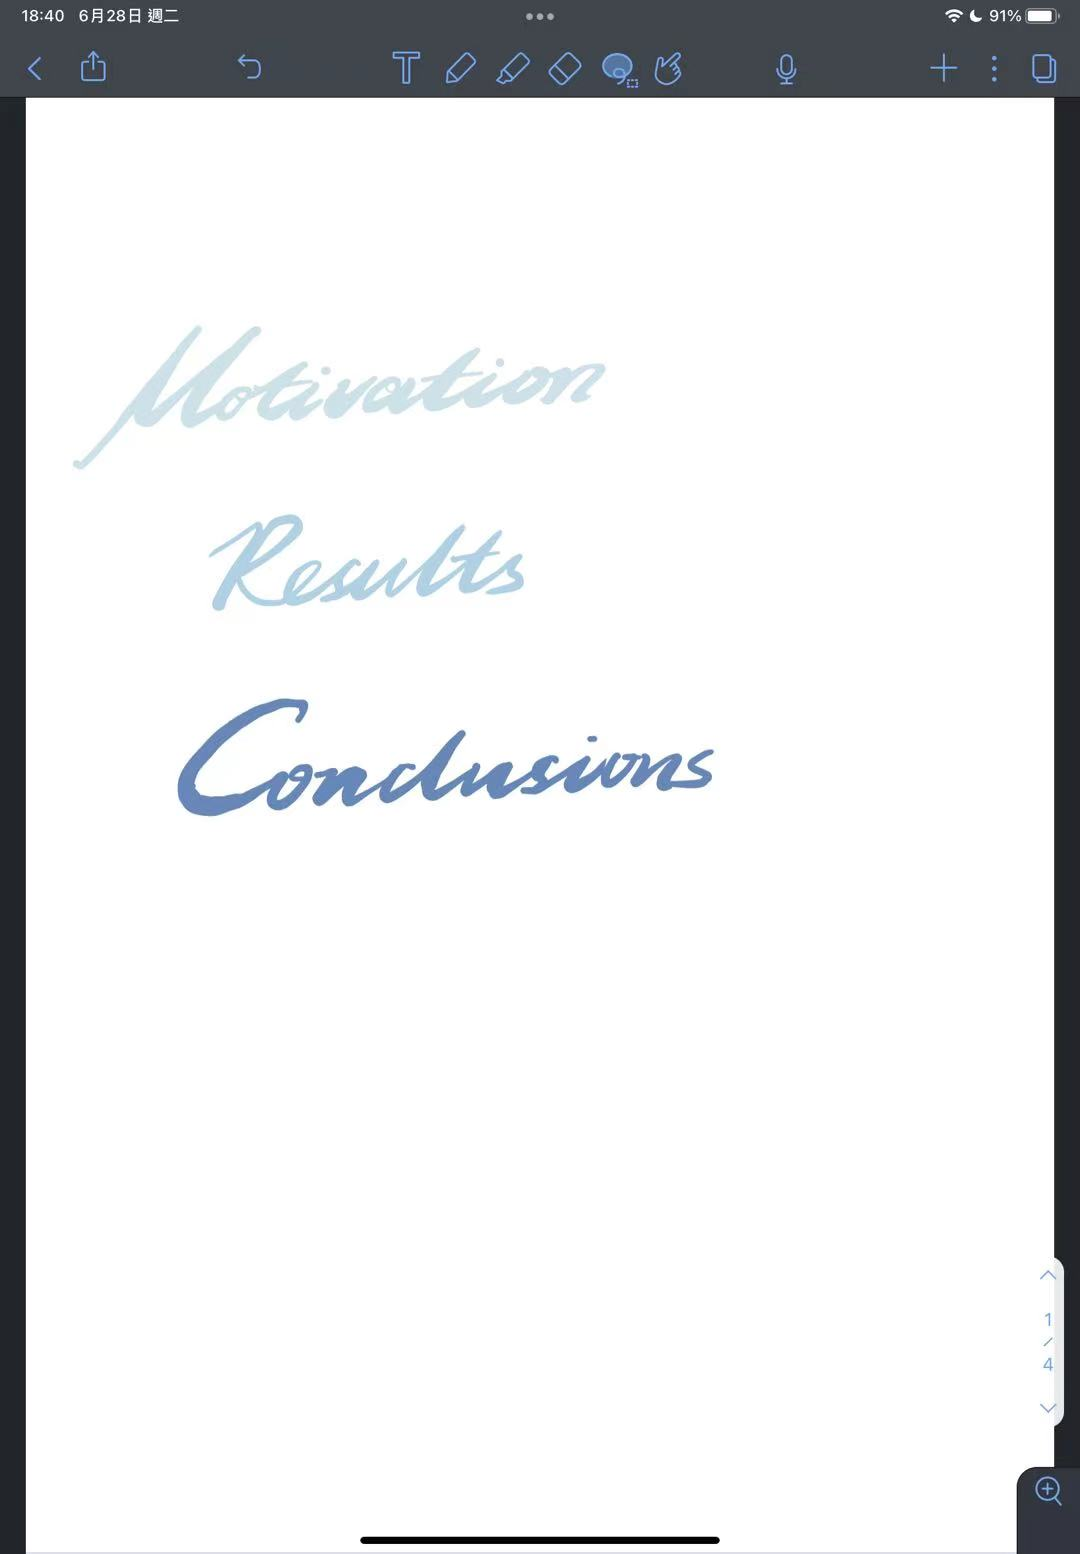 18:40 6月28日 週二 91%
Motivation
Results
Conclusions
1
/
4